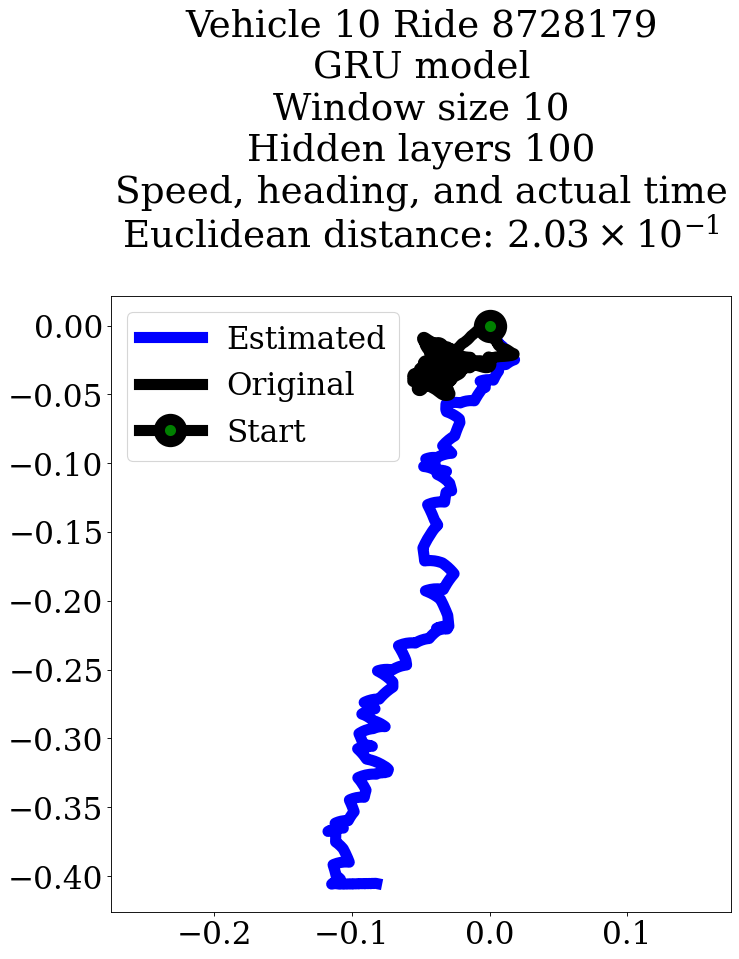 Vehicle 10 Ride 8728179
GRU model
Window size 10
Hidden layers 100
Speed, heading, and actual time
Euclidean distance: 2.03 × 10⁻¹
Estimated
Original
Start
0.00
−0.05
−0.10
−0.15
−0.20
−0.25
−0.30
−0.35
−0.40
−0.2 −0.1 0.0 0.1